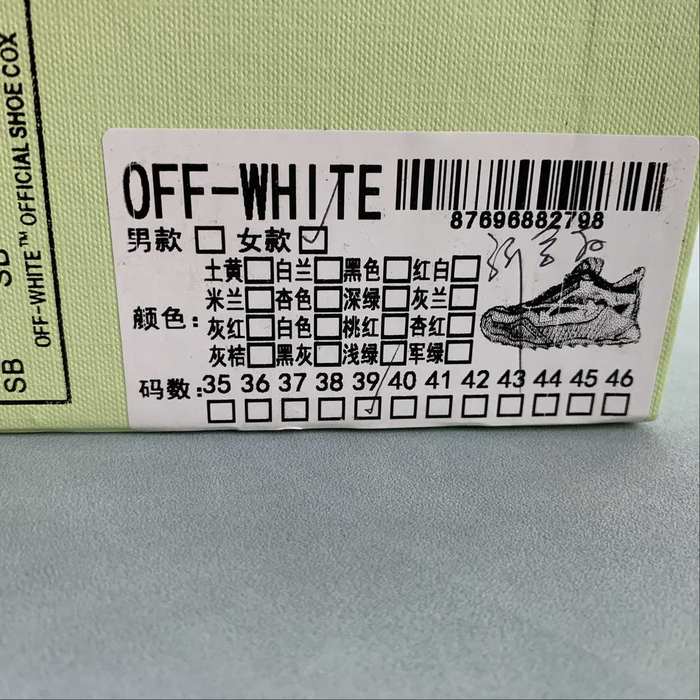 SB SB
OFF-WHITE™ OFFICIAL SHOE COX
OFF-WHITE
87696882798
男款 女款
颜色:
土黄 白兰 黑色 红白
米兰 杏色 深绿 灰兰
灰红 白色 桃红 杏红
灰桔 黑灰 浅绿 军绿
码数: 35 36 37 38 39 40 41 42 43 44 45 46